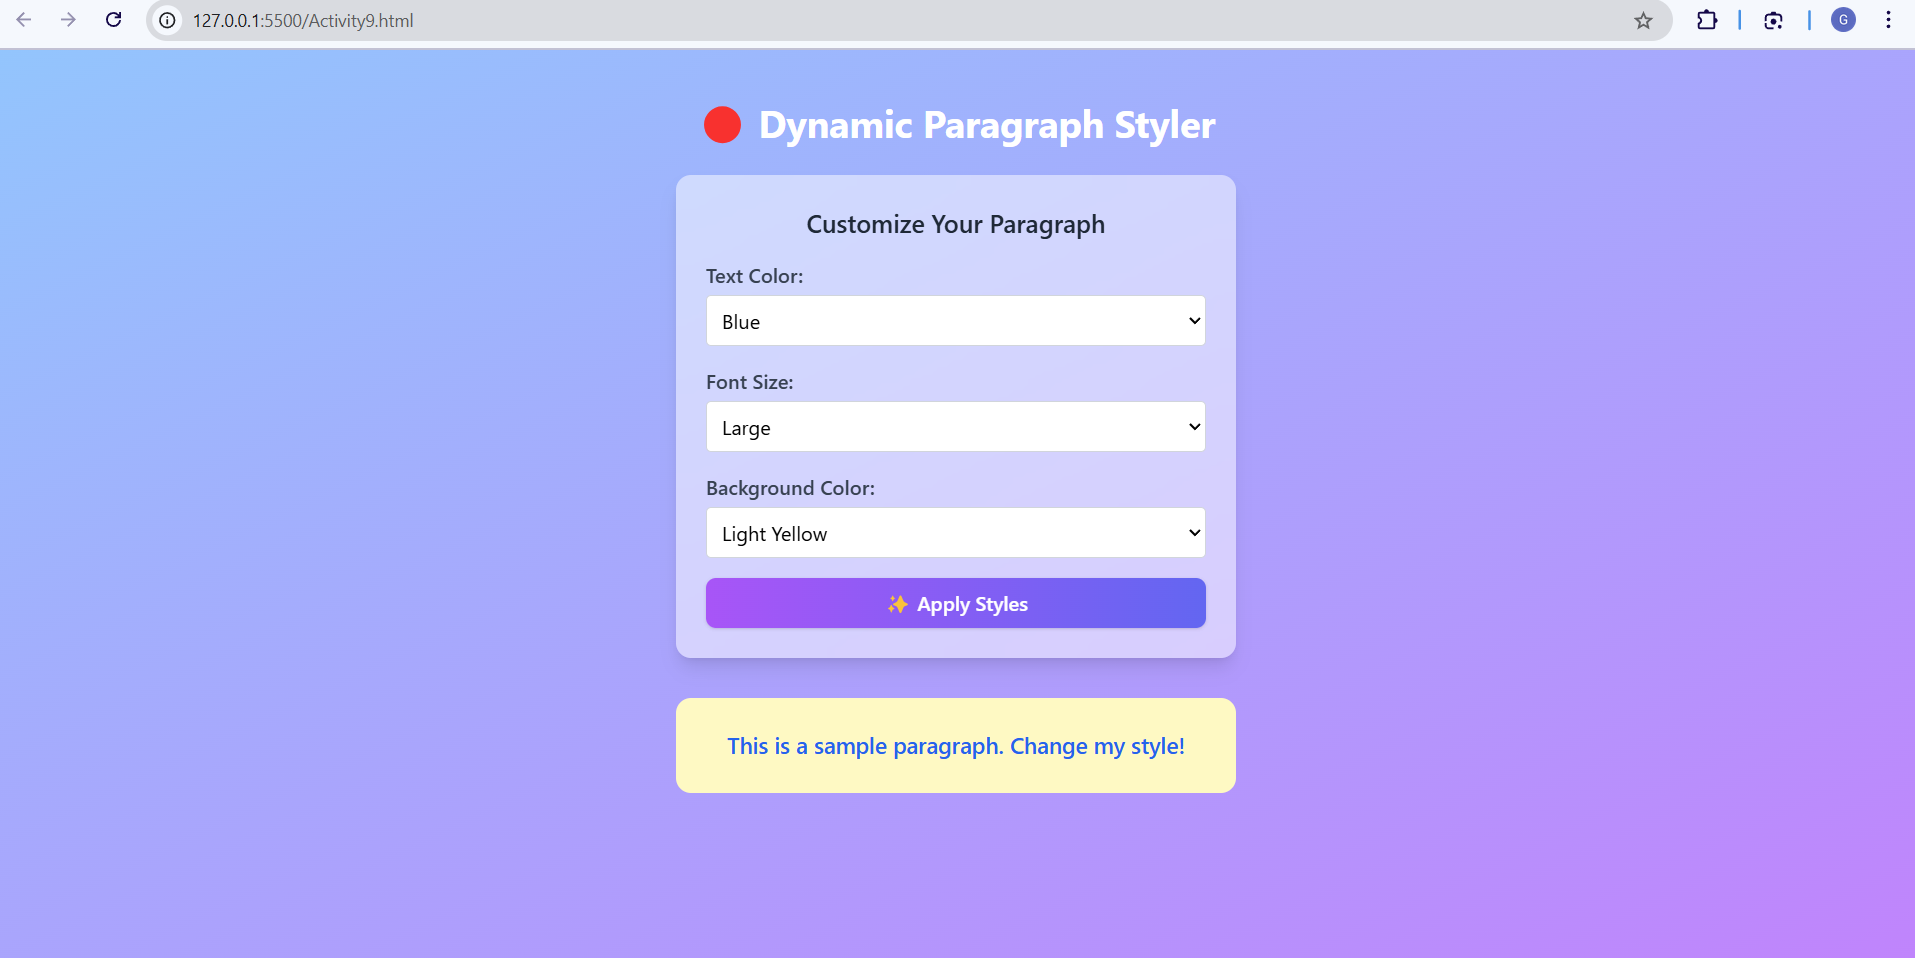 127.0.0.1:5500/Activity9.html
G
🔴 Dynamic Paragraph Styler
Customize Your Paragraph
Text Color:
Blue
Font Size:
Large
Background Color:
Light Yellow
✨ Apply Styles
This is a sample paragraph. Change my style!